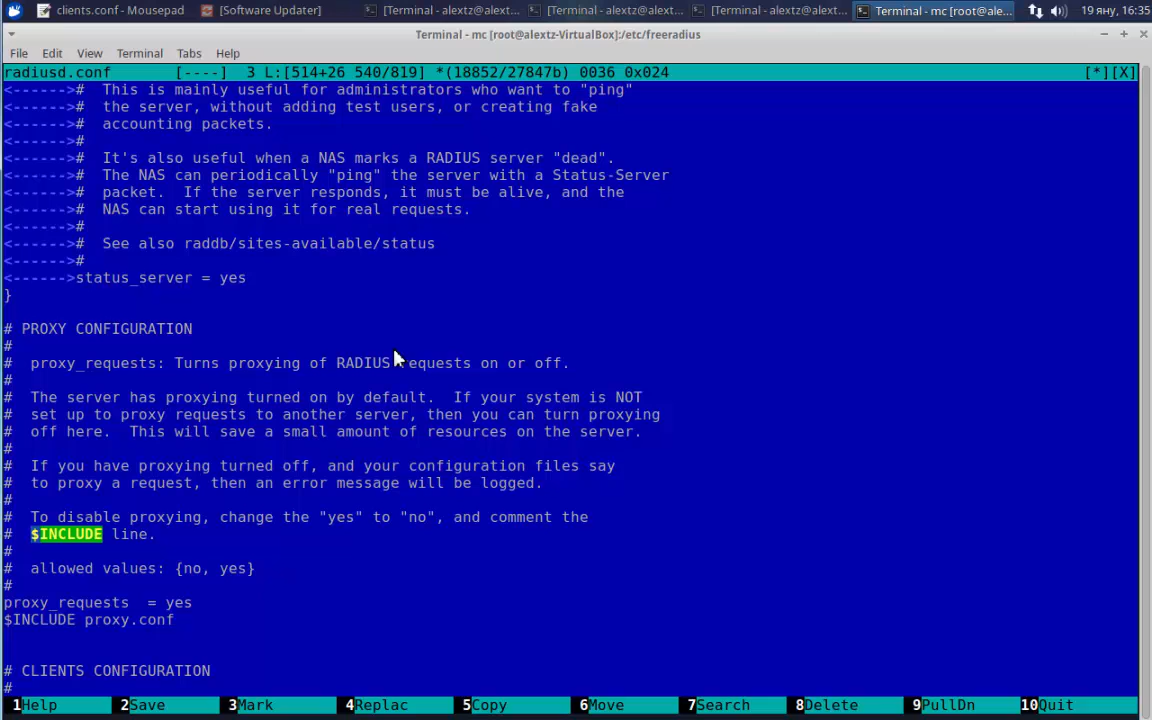 clients.conf - Mousepad
[Software Updater]
[Terminal - alextz@alext...
[Terminal - alextz@alext...
[Terminal - alextz@alext...
Terminal - mc [root@ale...
19 яну, 16:35
Terminal - mc [root@alextz-VirtualBox]:/etc/freeradius
File Edit View Terminal Tabs Help
radiusd.conf [----] 3 L:[514+26 540/819] *(18852/27847b) 0036 0x024 [*][X]
<------># This is mainly useful for administrators who want to "ping"
<------># the server, without adding test users, or creating fake
<------># accounting packets.
<------>#
<------># It's also useful when a NAS marks a RADIUS server "dead".
<------># The NAS can periodically "ping" the server with a Status-Server
<------># packet. If the server responds, it must be alive, and the
<------># NAS can start using it for real requests.
<------>#
<------># See also raddb/sites-available/status
<------>#
<------>status_server = yes
}
# PROXY CONFIGURATION
#
# proxy_requests: Turns proxying of RADIUS requests on or off.
#
# The server has proxying turned on by default. If your system is NOT
# set up to proxy requests to another server, then you can turn proxying
# off here. This will save a small amount of resources on the server.
#
# If you have proxying turned off, and your configuration files say
# to proxy a request, then an error message will be logged.
#
# To disable proxying, change the "yes" to "no", and comment the
# $INCLUDE line.
#
# allowed values: {no, yes}
#
proxy_requests = yes
$INCLUDE proxy.conf
# CLIENTS CONFIGURATION
#
1Help 2Save 3Mark 4Replac 5Copy 6Move 7Search 8Delete 9PullDn 10Quit